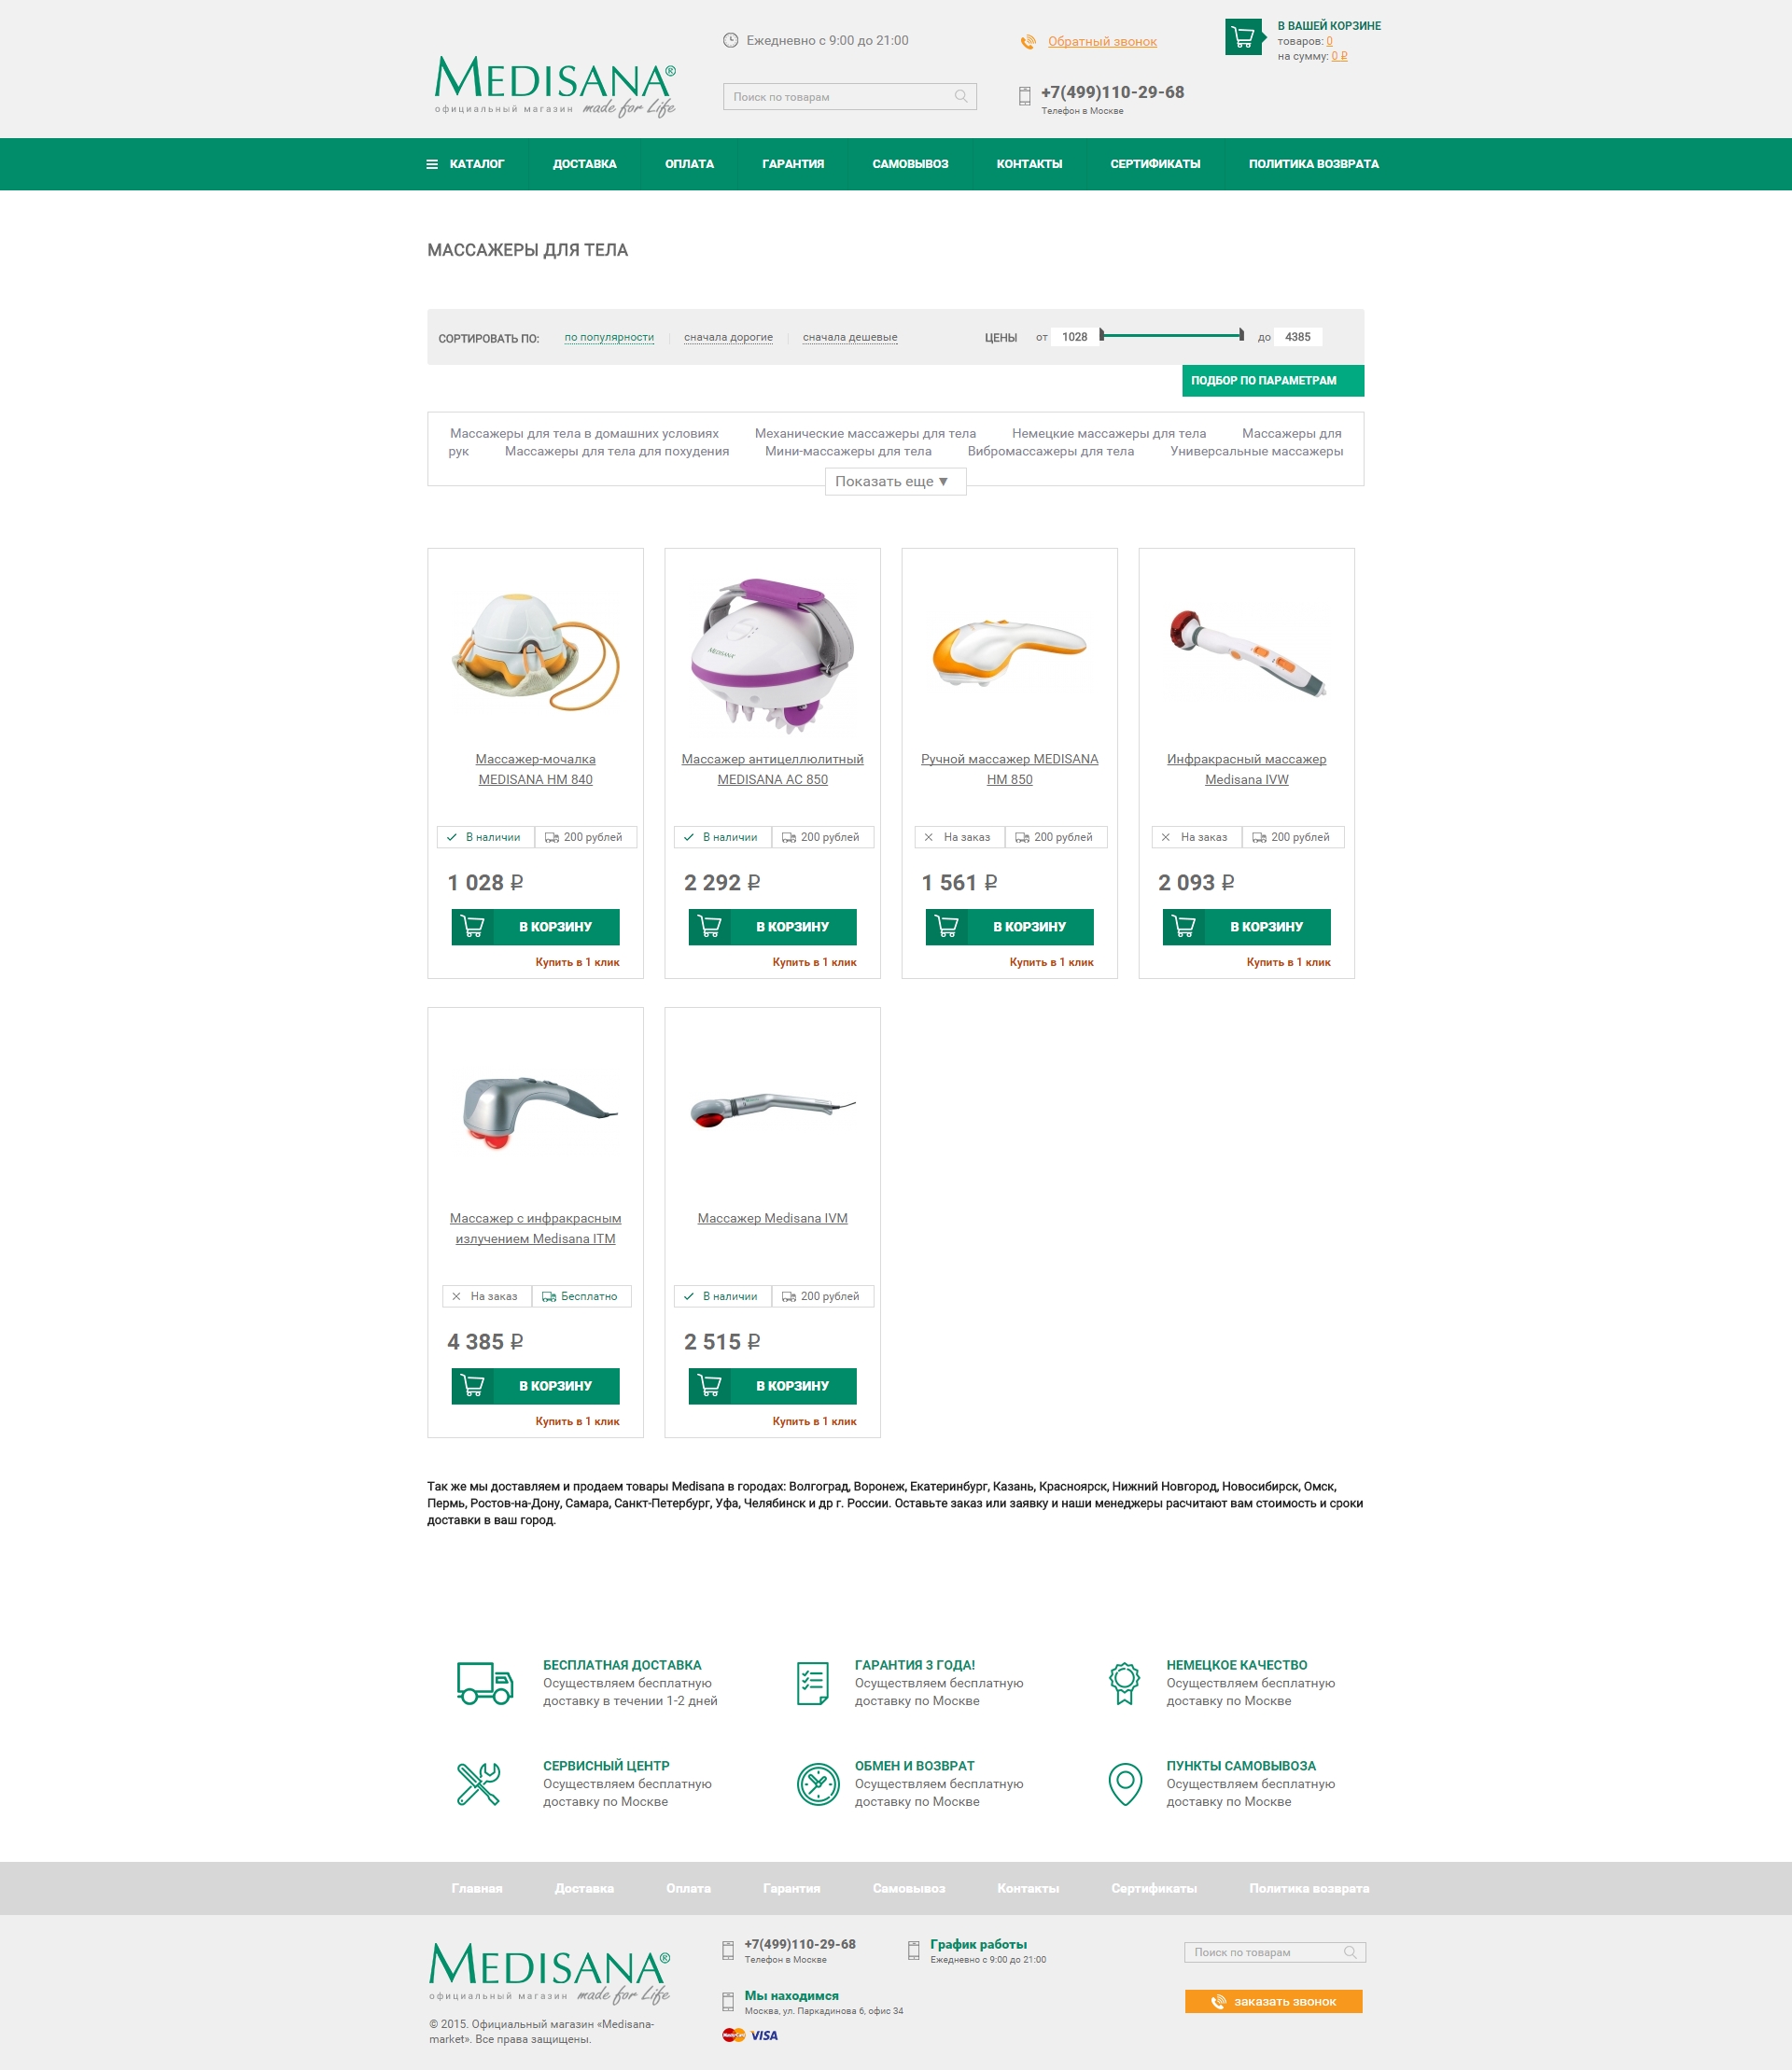 Ежедневно с 9:00 до 21:00
Обратный звонок
В ВАШЕЙ КОРЗИНЕ
товаров: 0
на сумму: 0 ₽
MEDISANA®
официальный магазин made for Life
Поиск по товарам
+7(499)110-29-68
Телефон в Москве
КАТАЛОГ ДОСТАВКА ОПЛАТА ГАРАНТИЯ САМОВЫВОЗ КОНТАКТЫ СЕРТИФИКАТЫ ПОЛИТИКА ВОЗВРАТА
МАССАЖЕРЫ ДЛЯ ТЕЛА
СОРТИРОВАТЬ ПО: по популярности сначала дорогие сначала дешевые ЦЕНЫ от 1028 до 4385
ПОДБОР ПО ПАРАМЕТРАМ
Массажеры для тела в домашних условиях Механические массажеры для тела Немецкие массажеры для тела Массажеры для
рук Массажеры для тела для похудения Мини-массажеры для тела Вибромассажеры для тела Универсальные массажеры
Показать еще ▼
MEDISANA
Массажер-мочалка
MEDISANA HM 840
В наличии 200 рублей
1 028 ₽
В КОРЗИНУ
Купить в 1 клик
Массажер антицеллюлитный
MEDISANA AC 850
В наличии 200 рублей
2 292 ₽
В КОРЗИНУ
Купить в 1 клик
Ручной массажер MEDISANA
HM 850
На заказ 200 рублей
1 561 ₽
В КОРЗИНУ
Купить в 1 клик
Инфракрасный массажер
Medisana IVW
На заказ 200 рублей
2 093 ₽
В КОРЗИНУ
Купить в 1 клик
Массажер с инфракрасным
излучением Medisana ITM
На заказ Бесплатно
4 385 ₽
В КОРЗИНУ
Купить в 1 клик
Массажер Medisana IVM
В наличии 200 рублей
2 515 ₽
В КОРЗИНУ
Купить в 1 клик
Так же мы доставляем и продаем товары Medisana в городах: Волгоград, Воронеж, Екатеринбург, Казань, Красноярск, Нижний Новгород, Новосибирск, Омск,
Пермь, Ростов-на-Дону, Самара, Санкт-Петербург, Уфа, Челябинск и др г. России. Оставьте заказ или заявку и наши менеджеры расчитают вам стоимость и сроки
доставки в ваш город.
БЕСПЛАТНАЯ ДОСТАВКА
Осуществляем бесплатную
доставку в течении 1-2 дней
ГАРАНТИЯ 3 ГОДА!
Осуществляем бесплатную
доставку по Москве
НЕМЕЦКОЕ КАЧЕСТВО
Осуществляем бесплатную
доставку по Москве
СЕРВИСНЫЙ ЦЕНТР
Осуществляем бесплатную
доставку по Москве
ОБМЕН И ВОЗВРАТ
Осуществляем бесплатную
доставку по Москве
ПУНКТЫ САМОВЫВОЗА
Осуществляем бесплатную
доставку по Москве
Главная Доставка Оплата Гарантия Самовывоз Контакты Сертификаты Политика возврата
MEDISANA®
официальный магазин made for Life
© 2015. Официальный магазин «Medisana-
market». Все права защищены.
+7(499)110-29-68
Телефон в Москве
График работы
Ежедневно с 9:00 до 21:00
Мы находимся
Москва, ул. Паркадинова 6, офис 34
MasterCard VISA
Поиск по товарам
заказать звонок